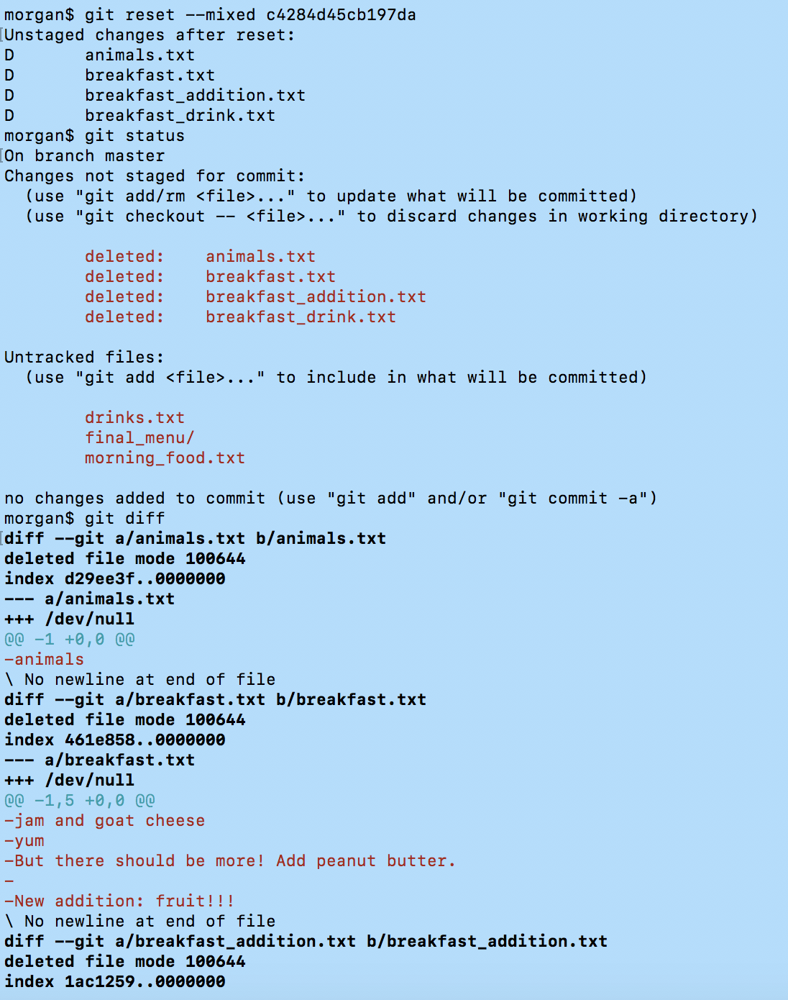 morgan$ git reset --mixed c4284d45cb197da
Unstaged changes after reset:
D       animals.txt
D       breakfast.txt
D       breakfast_addition.txt
D       breakfast_drink.txt
morgan$ git status
On branch master
Changes not staged for commit:
  (use "git add/rm <file>..." to update what will be committed)
  (use "git checkout -- <file>..." to discard changes in working directory)

        deleted:    animals.txt
        deleted:    breakfast.txt
        deleted:    breakfast_addition.txt
        deleted:    breakfast_drink.txt

Untracked files:
  (use "git add <file>..." to include in what will be committed)

        drinks.txt
        final_menu/
        morning_food.txt

no changes added to commit (use "git add" and/or "git commit -a")
morgan$ git diff
diff --git a/animals.txt b/animals.txt
deleted file mode 100644
index d29ee3f..0000000
--- a/animals.txt
+++ /dev/null
@@ -1 +0,0 @@
-animals
\ No newline at end of file
diff --git a/breakfast.txt b/breakfast.txt
deleted file mode 100644
index 461e858..0000000
--- a/breakfast.txt
+++ /dev/null
@@ -1,5 +0,0 @@
-jam and goat cheese
-yum
-But there should be more! Add peanut butter.
-
-New addition: fruit!!!
\ No newline at end of file
diff --git a/breakfast_addition.txt b/breakfast_addition.txt
deleted file mode 100644
index 1ac1259..0000000